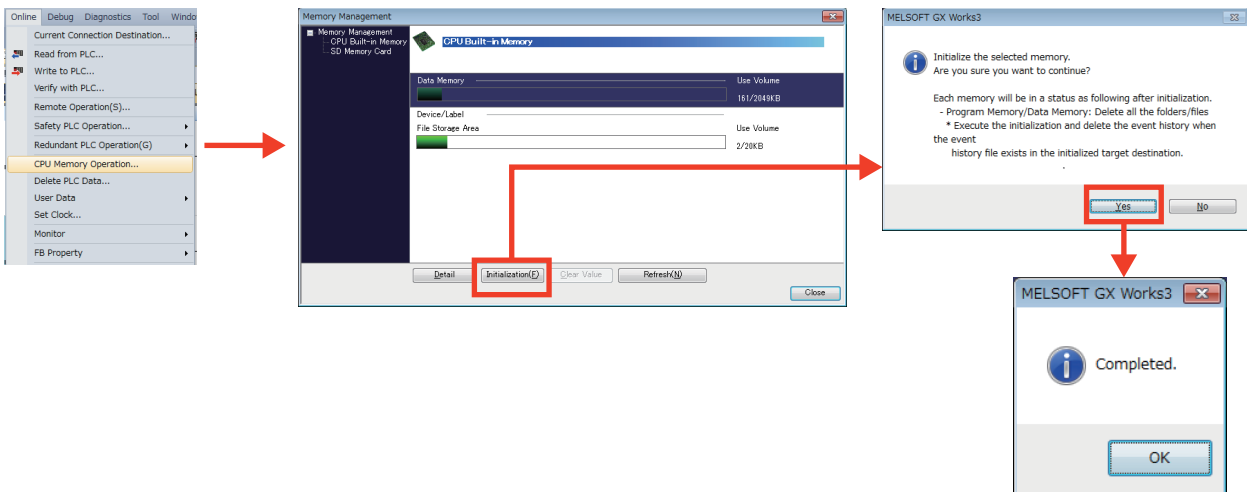 Online Debug Diagnostics Tool Windo
Current Connection Destination...
Read from PLC...
Write to PLC...
Verify with PLC...
Remote Operation(S)...
Safety PLC Operation...
Redundant PLC Operation(G)
CPU Memory Operation...
Delete PLC Data...
User Data
Set Clock...
Monitor
FB Property
Memory Management
Memory Management
CPU Built-in Memory
SD Memory Card
CPU Built-in Memory
Data Memory Use Volume
161/2049KB
Device/Label
File Storage Area Use Volume
2/20KB
Detail Initialization(F) Clear Value Refresh(N)
Close
MELSOFT GX Works3
Initialize the selected memory.
Are you sure you want to continue?
Each memory will be in a status as following after initialization.
- Program Memory/Data Memory: Delete all the folders/files
* Execute the initialization and delete the event history when
the event
history file exists in the initialized target destination.
.
Yes No
MELSOFT GX Works3
Completed.
OK